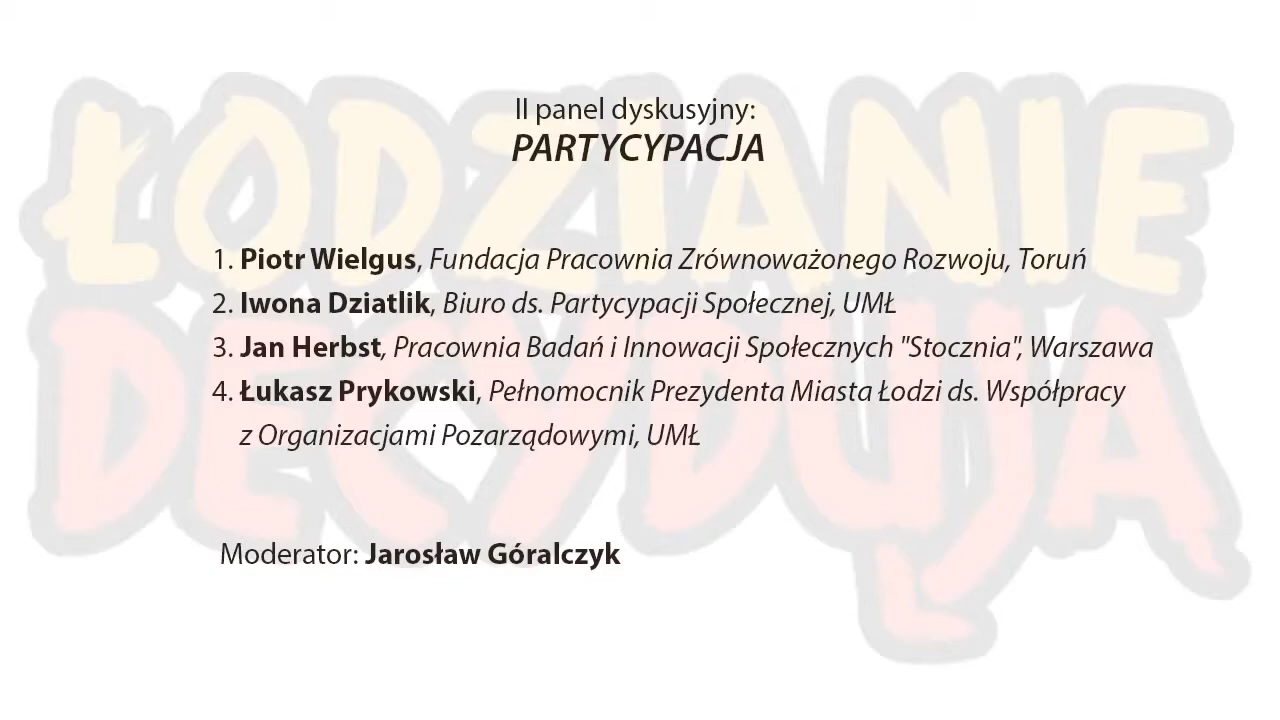 ŁODZIANIE
DECYDUJĄ
II panel dyskusyjny:
PARTYCYPACJA
1. Piotr Wielgus, Fundacja Pracownia Zrównoważonego Rozwoju, Toruń
2. Iwona Dziatlik, Biuro ds. Partycypacji Społecznej, UMŁ
3. Jan Herbst, Pracownia Badań i Innowacji Społecznych "Stocznia", Warszawa
4. Łukasz Prykowski, Pełnomocnik Prezydenta Miasta Łodzi ds. Współpracy
z Organizacjami Pozarządowymi, UMŁ
Moderator: Jarosław Góralczyk